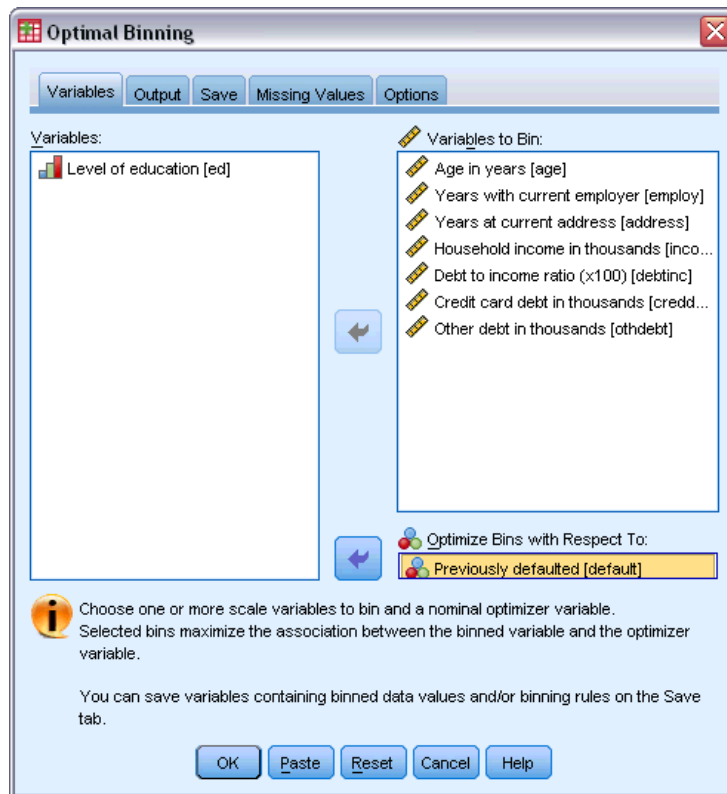 Optimal Binning
Variables Output Save Missing Values Options
Variables:
Level of education [ed]
Variables to Bin:
Age in years [age]
Years with current employer [employ]
Years at current address [address]
Household income in thousands [inco...
Debt to income ratio (x100) [debtinc]
Credit card debt in thousands [credd...
Other debt in thousands [othdebt]
Optimize Bins with Respect To:
Previously defaulted [default]
Choose one or more scale variables to bin and a nominal optimizer variable.
Selected bins maximize the association between the binned variable and the optimizer
variable.
You can save variables containing binned data values and/or binning rules on the Save
tab.
OK Paste Reset Cancel Help